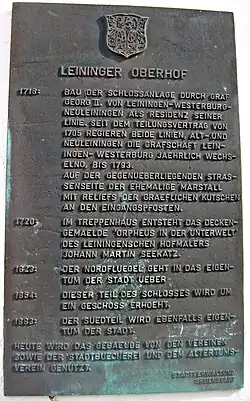 LEININGER OBERHOF
1718: BAU DER SCHLOSSANLAGE DURCH GRAF
GEORG II. VON LEININGEN-WESTERBURG-
NEULEININGEN ALS RESIDENZ SEINER
LINIE. SEIT DEM TEILUNGSVERTRAG VON
1705 REGIEREN BEIDE LINIEN, ALT- UND
NEULEININGEN DIE GRAFSCHAFT LEIN-
INGEN-WESTERBURG JAEHRLICH WECHS-
ELND, BIS 1793.
AUF DER GEGENUEBERLIEGENDEN STRAS-
SENSEITE DER EHEMALIGE MARSTALL
MIT RELIEFS DER GRAEFLICHEN KUTSCHEN
AN DEN EINGANGSPFOSTEN.
1720: IM TREPPENHAUS ENTSTEHT DAS DECKEN-
GEMAELDE "ORPHEUS IN DER UNTERWELT"
DES LEININGENSCHEN HOFMALERS
JOHANN MARTIN SEEKATZ.
1823: DER NORDFLUEGEL GEHT IN DAS EIGEN-
TUM DER STADT UEBER.
1834: DIESER TEIL DES SCHLOSSES WIRD UM
EIN GESCHOSS ERHOEHT.
1883: DER SUEDTEIL WIRD EBENFALLS EIGEN-
TUM DER STADT.
HEUTE WIRD DAS GEBAEUDE VON DEN VEREINEN
SOWIE DER STADTBUECHEREI UND DEM ALTERTUMS-
VEREIN GENUTZT.
STADTVERWALTUNG
GRUENSTADT